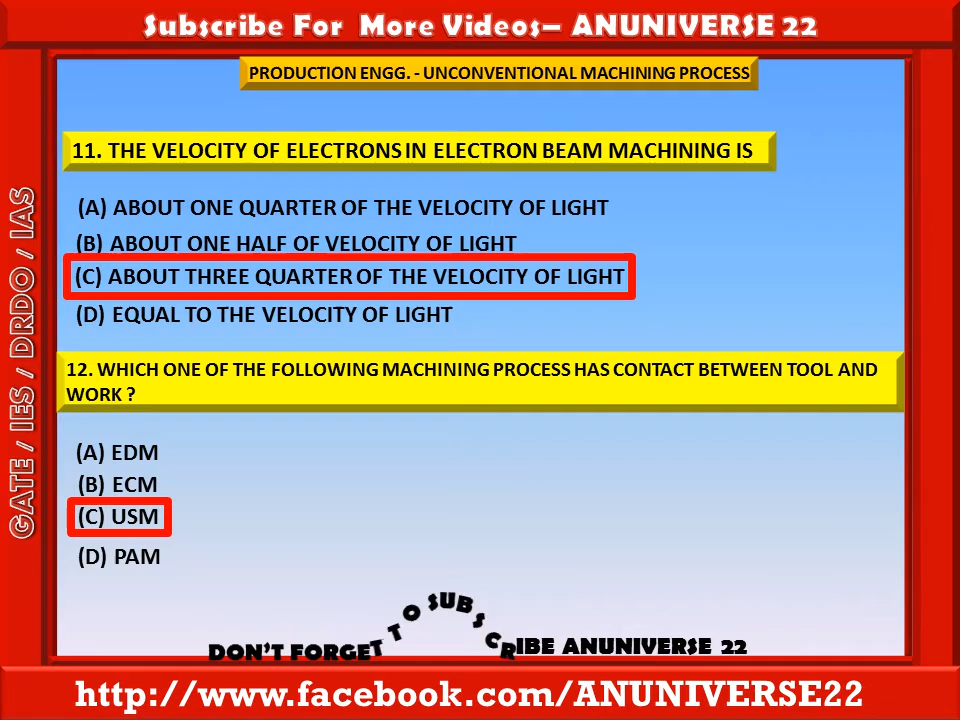 Subscribe For More Videos– ANUNIVERSE 22
PRODUCTION ENGG. - UNCONVENTIONAL MACHINING PROCESS
11. THE VELOCITY OF ELECTRONS IN ELECTRON BEAM MACHINING IS
(A) ABOUT ONE QUARTER OF THE VELOCITY OF LIGHT
(B) ABOUT ONE HALF OF VELOCITY OF LIGHT
(C) ABOUT THREE QUARTER OF THE VELOCITY OF LIGHT
(D) EQUAL TO THE VELOCITY OF LIGHT
12. WHICH ONE OF THE FOLLOWING MACHINING PROCESS HAS CONTACT BETWEEN TOOL AND
WORK ?
(A) EDM
(B) ECM
(C) USM
(D) PAM
GATE / IES / DRDO / IAS
DON'T FORGET TO SUBSCRIBE ANUNIVERSE 22
http://www.facebook.com/ANUNIVERSE22